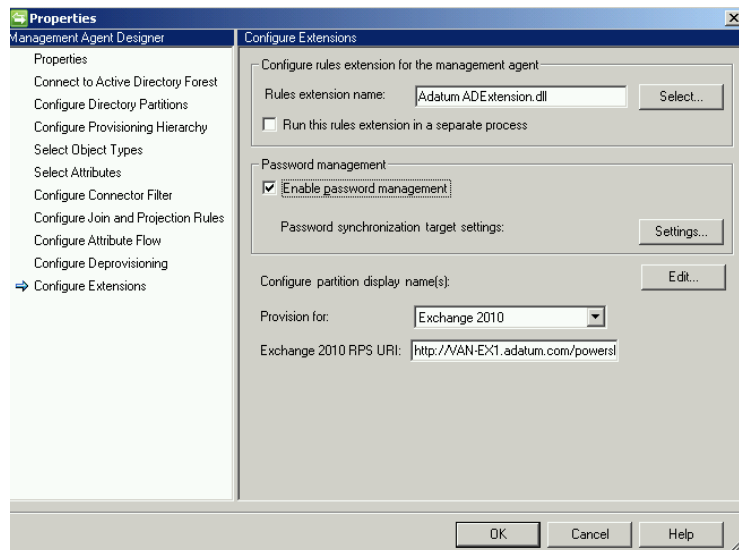 Properties
Management Agent Designer
Configure Extensions
Properties
Connect to Active Directory Forest
Configure Directory Partitions
Configure Provisioning Hierarchy
Select Object Types
Select Attributes
Configure Connector Filter
Configure Join and Projection Rules
Configure Attribute Flow
Configure Deprovisioning
Configure Extensions
Configure rules extension for the management agent
Rules extension name: Adatum ADExtension.dll Select...
Run this rules extension in a separate process
Password management
Enable password management
Password synchronization target settings: Settings...
Configure partition display name(s): Edit...
Provision for: Exchange 2010
Exchange 2010 RPS URI: http://VAN-EX1.adatum.com/powersl
OK Cancel Help